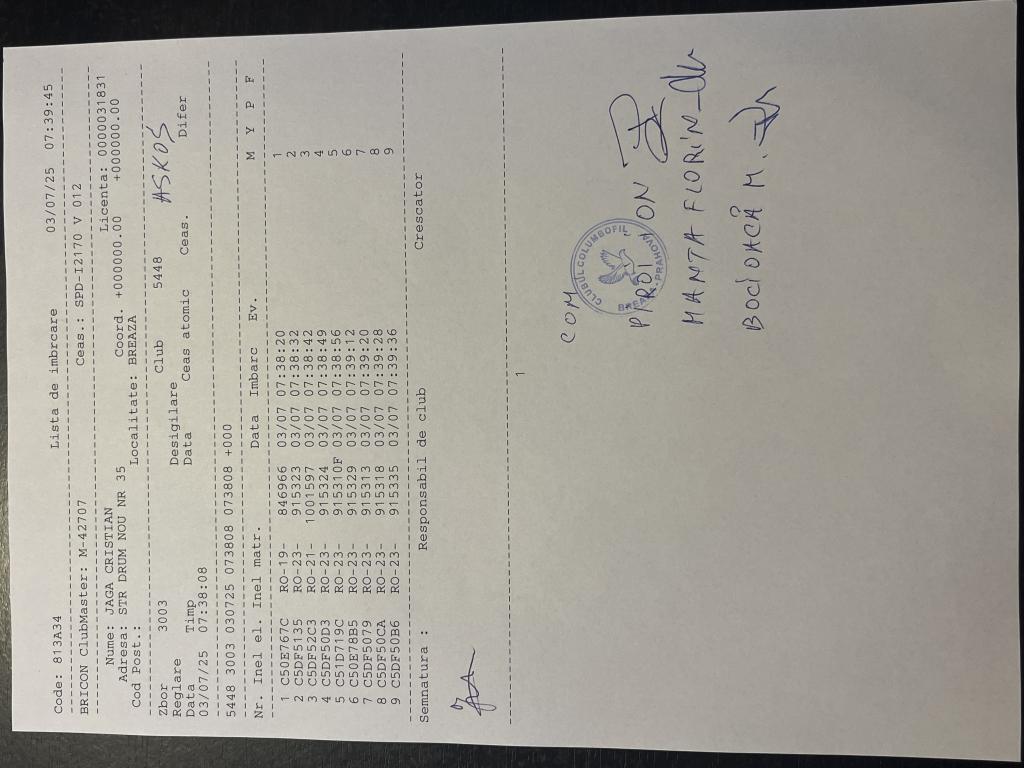 Code: 813A34 Lista de imbrcare 03/07/25 07:39:45
BRICON ClubMaster: M-42707 Ceas.: SPD-I2170 V 012
Nume: JAGA CRISTIAN Licenta: 0000031831
Adresa: STR DRUM NOU NR 35 Coord. +000000.00 +000000.00
Cod Post.: Localitate: BREAZA
Zbor 3003 Club 5448 ASKOS
Reglare Desigilare
Data Timp Data Ceas atomic Ceas. Difer
03/07/25 07:38:08
5448 3003 030725 073808 073808 +000
Nr. Inel el. Inel matr. Data Imbarc Ev. M Y P F
1 C50E767C RO-19- 846966 03/07 07:38:20 1
2 C5DF5135 RO-23- 915323 03/07 07:38:32 2
3 C5DF52C3 RO-21- 1001597 03/07 07:38:42 3
4 C5DF50D3 RO-23- 915324 03/07 07:38:49 4
5 C51D719C RO-23- 915310F 03/07 07:38:56 5
6 C50E78B5 RO-23- 915329 03/07 07:39:12 6
7 C5DF5079 RO-23- 915313 03/07 07:39:20 7
8 C5DF50CA RO-23- 915318 03/07 07:39:28 8
9 C5DF50B6 RO-23- 915335 03/07 07:39:36 9
Semnatura : Responsabil de club Crescator
1
COM
CLUBUL COLUMBOFIL
BREAZA-PRAHOVA
PÎROI ION
MANTA FLORIN
BOCIOACĂ M.